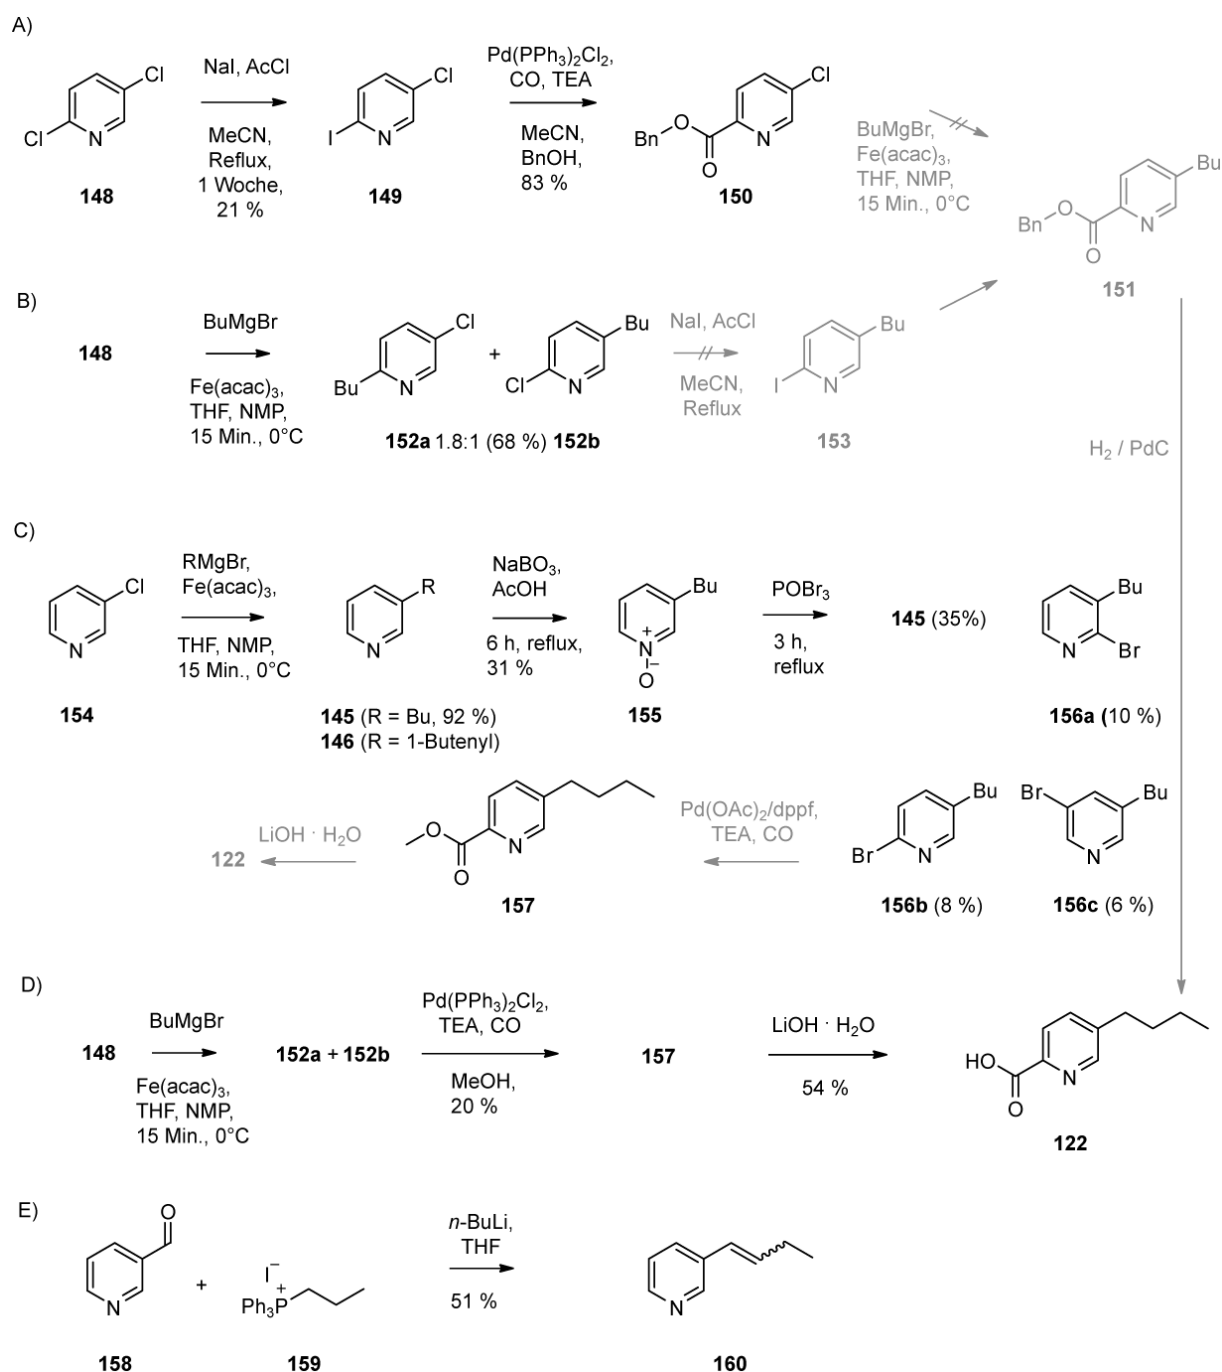 A)
Cl
Cl
N
148
NaI, AcCl
MeCN,
Reflux,
1 Woche,
21 %
Cl
I
N
149
Pd(PPh3)2Cl2,
CO, TEA
MeCN,
BnOH,
83 %
Cl
Bn
O
O
N
150
BuMgBr,
Fe(acac)3,
THF, NMP,
15 Min., 0°C
Bu
Bn
O
O
N
151
B)
148
BuMgBr
Fe(acac)3,
THF, NMP,
15 Min., 0°C
Cl
Bu
N
+
Bu
Cl
N
152a 1.8:1 (68 %) 152b
NaI, AcCl
MeCN,
Reflux
Bu
I
N
153
H2 / PdC
C)
Cl
N
154
RMgBr,
Fe(acac)3,
THF, NMP,
15 Min., 0°C
R
N
145 (R = Bu, 92 %)
146 (R = 1-Butenyl)
NaBO3,
AcOH
6 h, reflux,
31 %
Bu
N
+
–
O
155
POBr3
3 h,
reflux
145 (35%)
Bu
N
Br
156a (10 %)
122
LiOH · H2O
O
O
N
157
Pd(OAc)2/dppf,
TEA, CO
Bu
Br
N
156b (8 %)
Br
Bu
N
156c (6 %)
D)
148
BuMgBr
Fe(acac)3,
THF, NMP,
15 Min., 0°C
152a + 152b
Pd(PPh3)2Cl2,
TEA, CO
MeOH,
20 %
157
LiOH · H2O
54 %
HO
O
N
122
E)
O
N
158
+
I–
+
Ph3P
159
n-BuLi,
THF
51 %
N
160